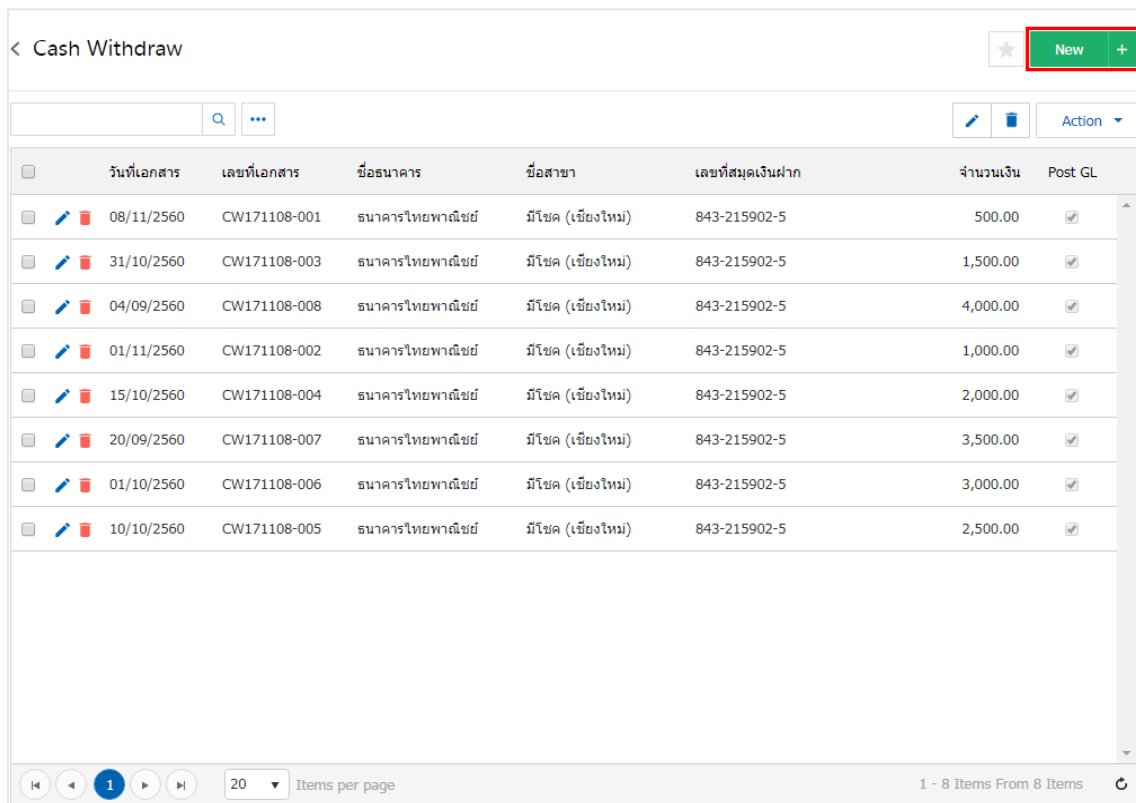 Cash Withdraw
New +
Action
วันที่เอกสาร เลขที่เอกสาร ชื่อธนาคาร ชื่อสาขา เลขที่สมุดเงินฝาก จำนวนเงิน Post GL
08/11/2560 CW171108-001 ธนาคารไทยพาณิชย์ มีโชค (เชียงใหม่) 843-215902-5 500.00
31/10/2560 CW171108-003 ธนาคารไทยพาณิชย์ มีโชค (เชียงใหม่) 843-215902-5 1,500.00
04/09/2560 CW171108-008 ธนาคารไทยพาณิชย์ มีโชค (เชียงใหม่) 843-215902-5 4,000.00
01/11/2560 CW171108-002 ธนาคารไทยพาณิชย์ มีโชค (เชียงใหม่) 843-215902-5 1,000.00
15/10/2560 CW171108-004 ธนาคารไทยพาณิชย์ มีโชค (เชียงใหม่) 843-215902-5 2,000.00
20/09/2560 CW171108-007 ธนาคารไทยพาณิชย์ มีโชค (เชียงใหม่) 843-215902-5 3,500.00
01/10/2560 CW171108-006 ธนาคารไทยพาณิชย์ มีโชค (เชียงใหม่) 843-215902-5 3,000.00
10/10/2560 CW171108-005 ธนาคารไทยพาณิชย์ มีโชค (เชียงใหม่) 843-215902-5 2,500.00
1 20 Items per page 1 - 8 Items From 8 Items